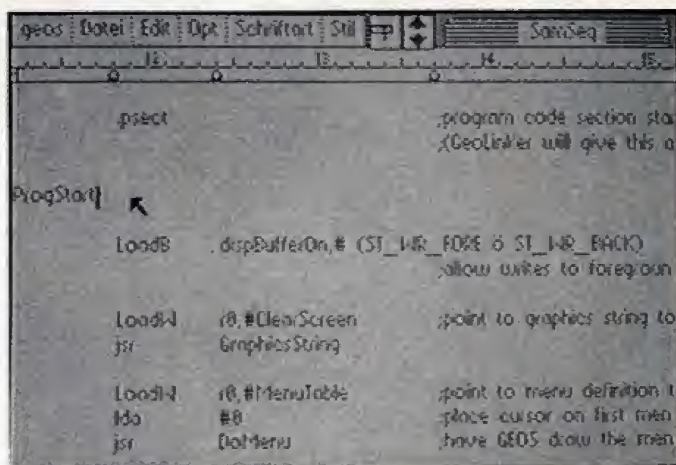 geos Datei Edit Opt Schriftart Stil SamSeq
12 13 14 15
.psect ;program code section sta
;(GeoLinker will give this a
ProgStart
LoadB dispBufferOn,# (ST_WR_FORE ö ST_WR_BACK)
;allow writes to foregroun
LoadW r0,#ClearScreen ;point to graphics string to
jsr GraphicsString
LoadW r0,#MenuTable ;point to menu definition t
lda #0 ;place cursor on first men
jsr DoMenu ;have GEOS draw the men